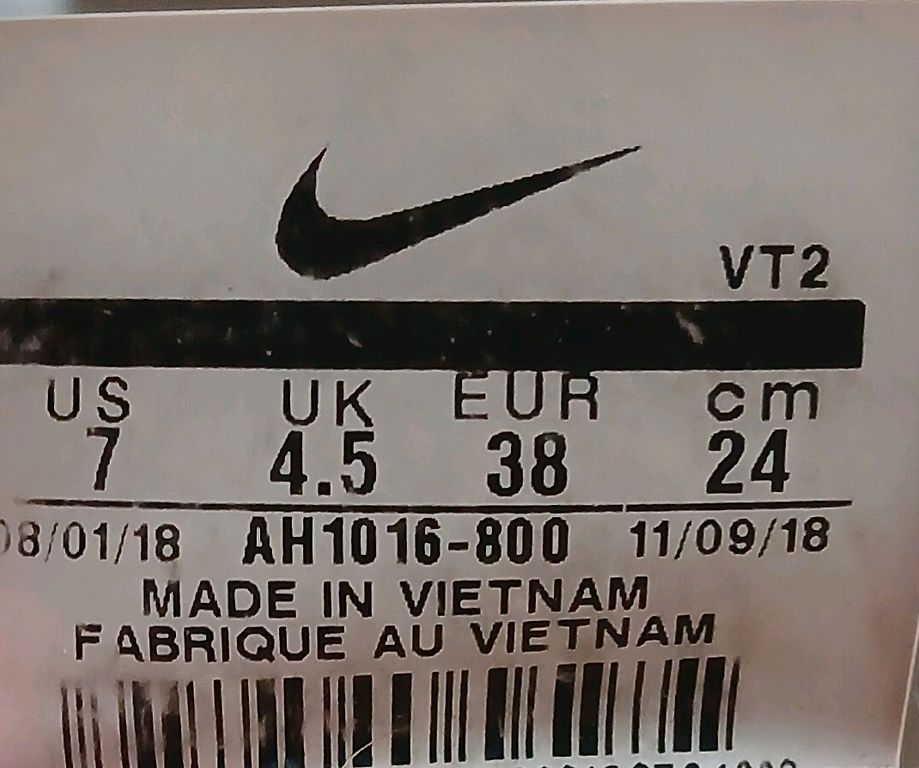 VT2
US UK EUR cm
7 4.5 38 24
08/01/18 AH1016-800 11/09/18
MADE IN VIETNAM
FABRIQUE AU VIETNAM